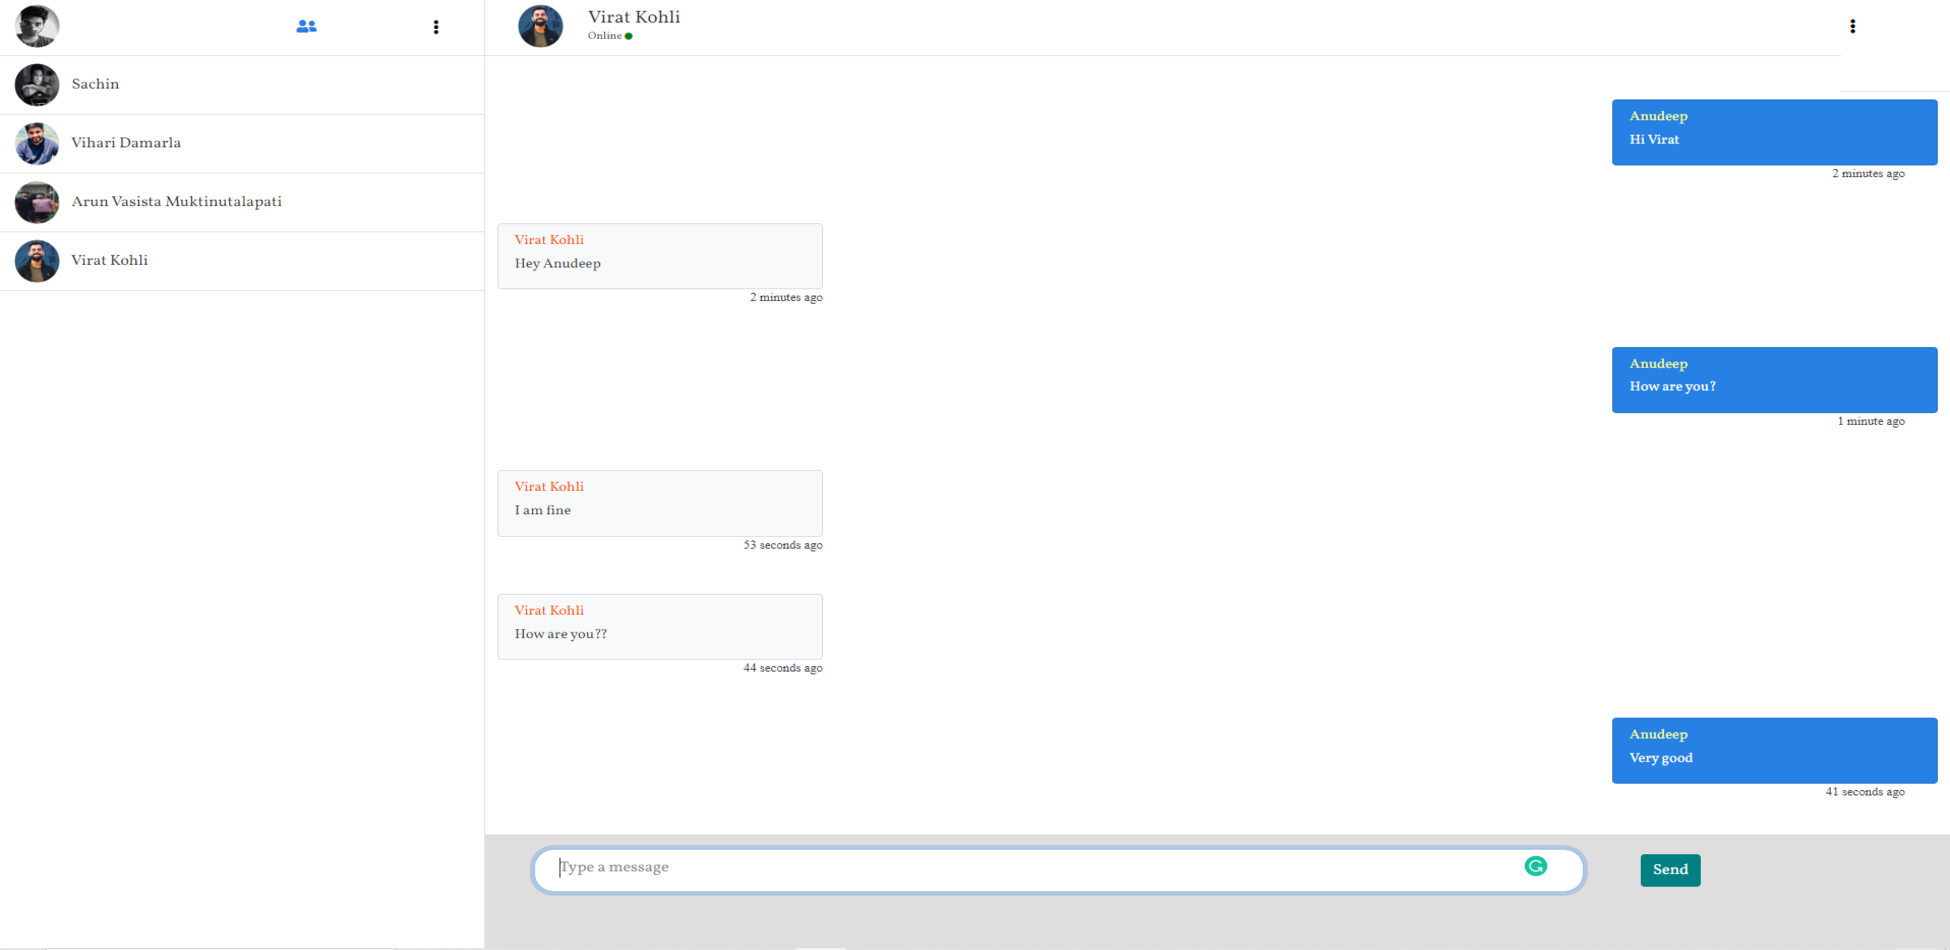 Sachin
Vihari Damarla
Arun Vasista Muktinutalapati
Virat Kohli
Virat Kohli
Online
Anudeep
Hi Virat
2 minutes ago
Virat Kohli
Hey Anudeep
2 minutes ago
Anudeep
How are you?
1 minute ago
Virat Kohli
I am fine
53 seconds ago
Virat Kohli
How are you??
44 seconds ago
Anudeep
Very good
41 seconds ago
Type a message
Send